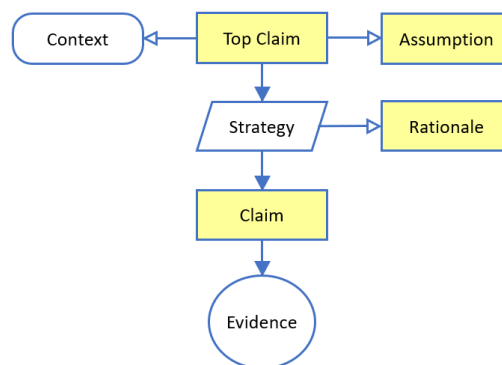 Context
Top Claim
Assumption
Strategy
Rationale
Claim
Evidence